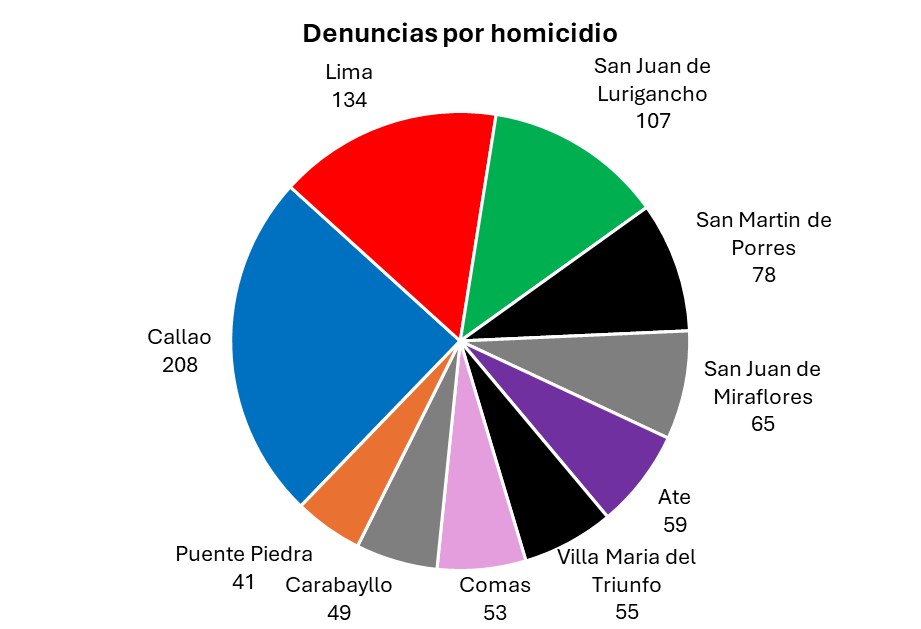 Denuncias por homicidio
Lima
134
San Juan de
Lurigancho
107
San Martin de
Porres
78
San Juan de
Miraflores
65
Ate
59
Villa Maria del
Triunfo
55
Comas
53
Carabayllo
49
Puente Piedra
41
Callao
208